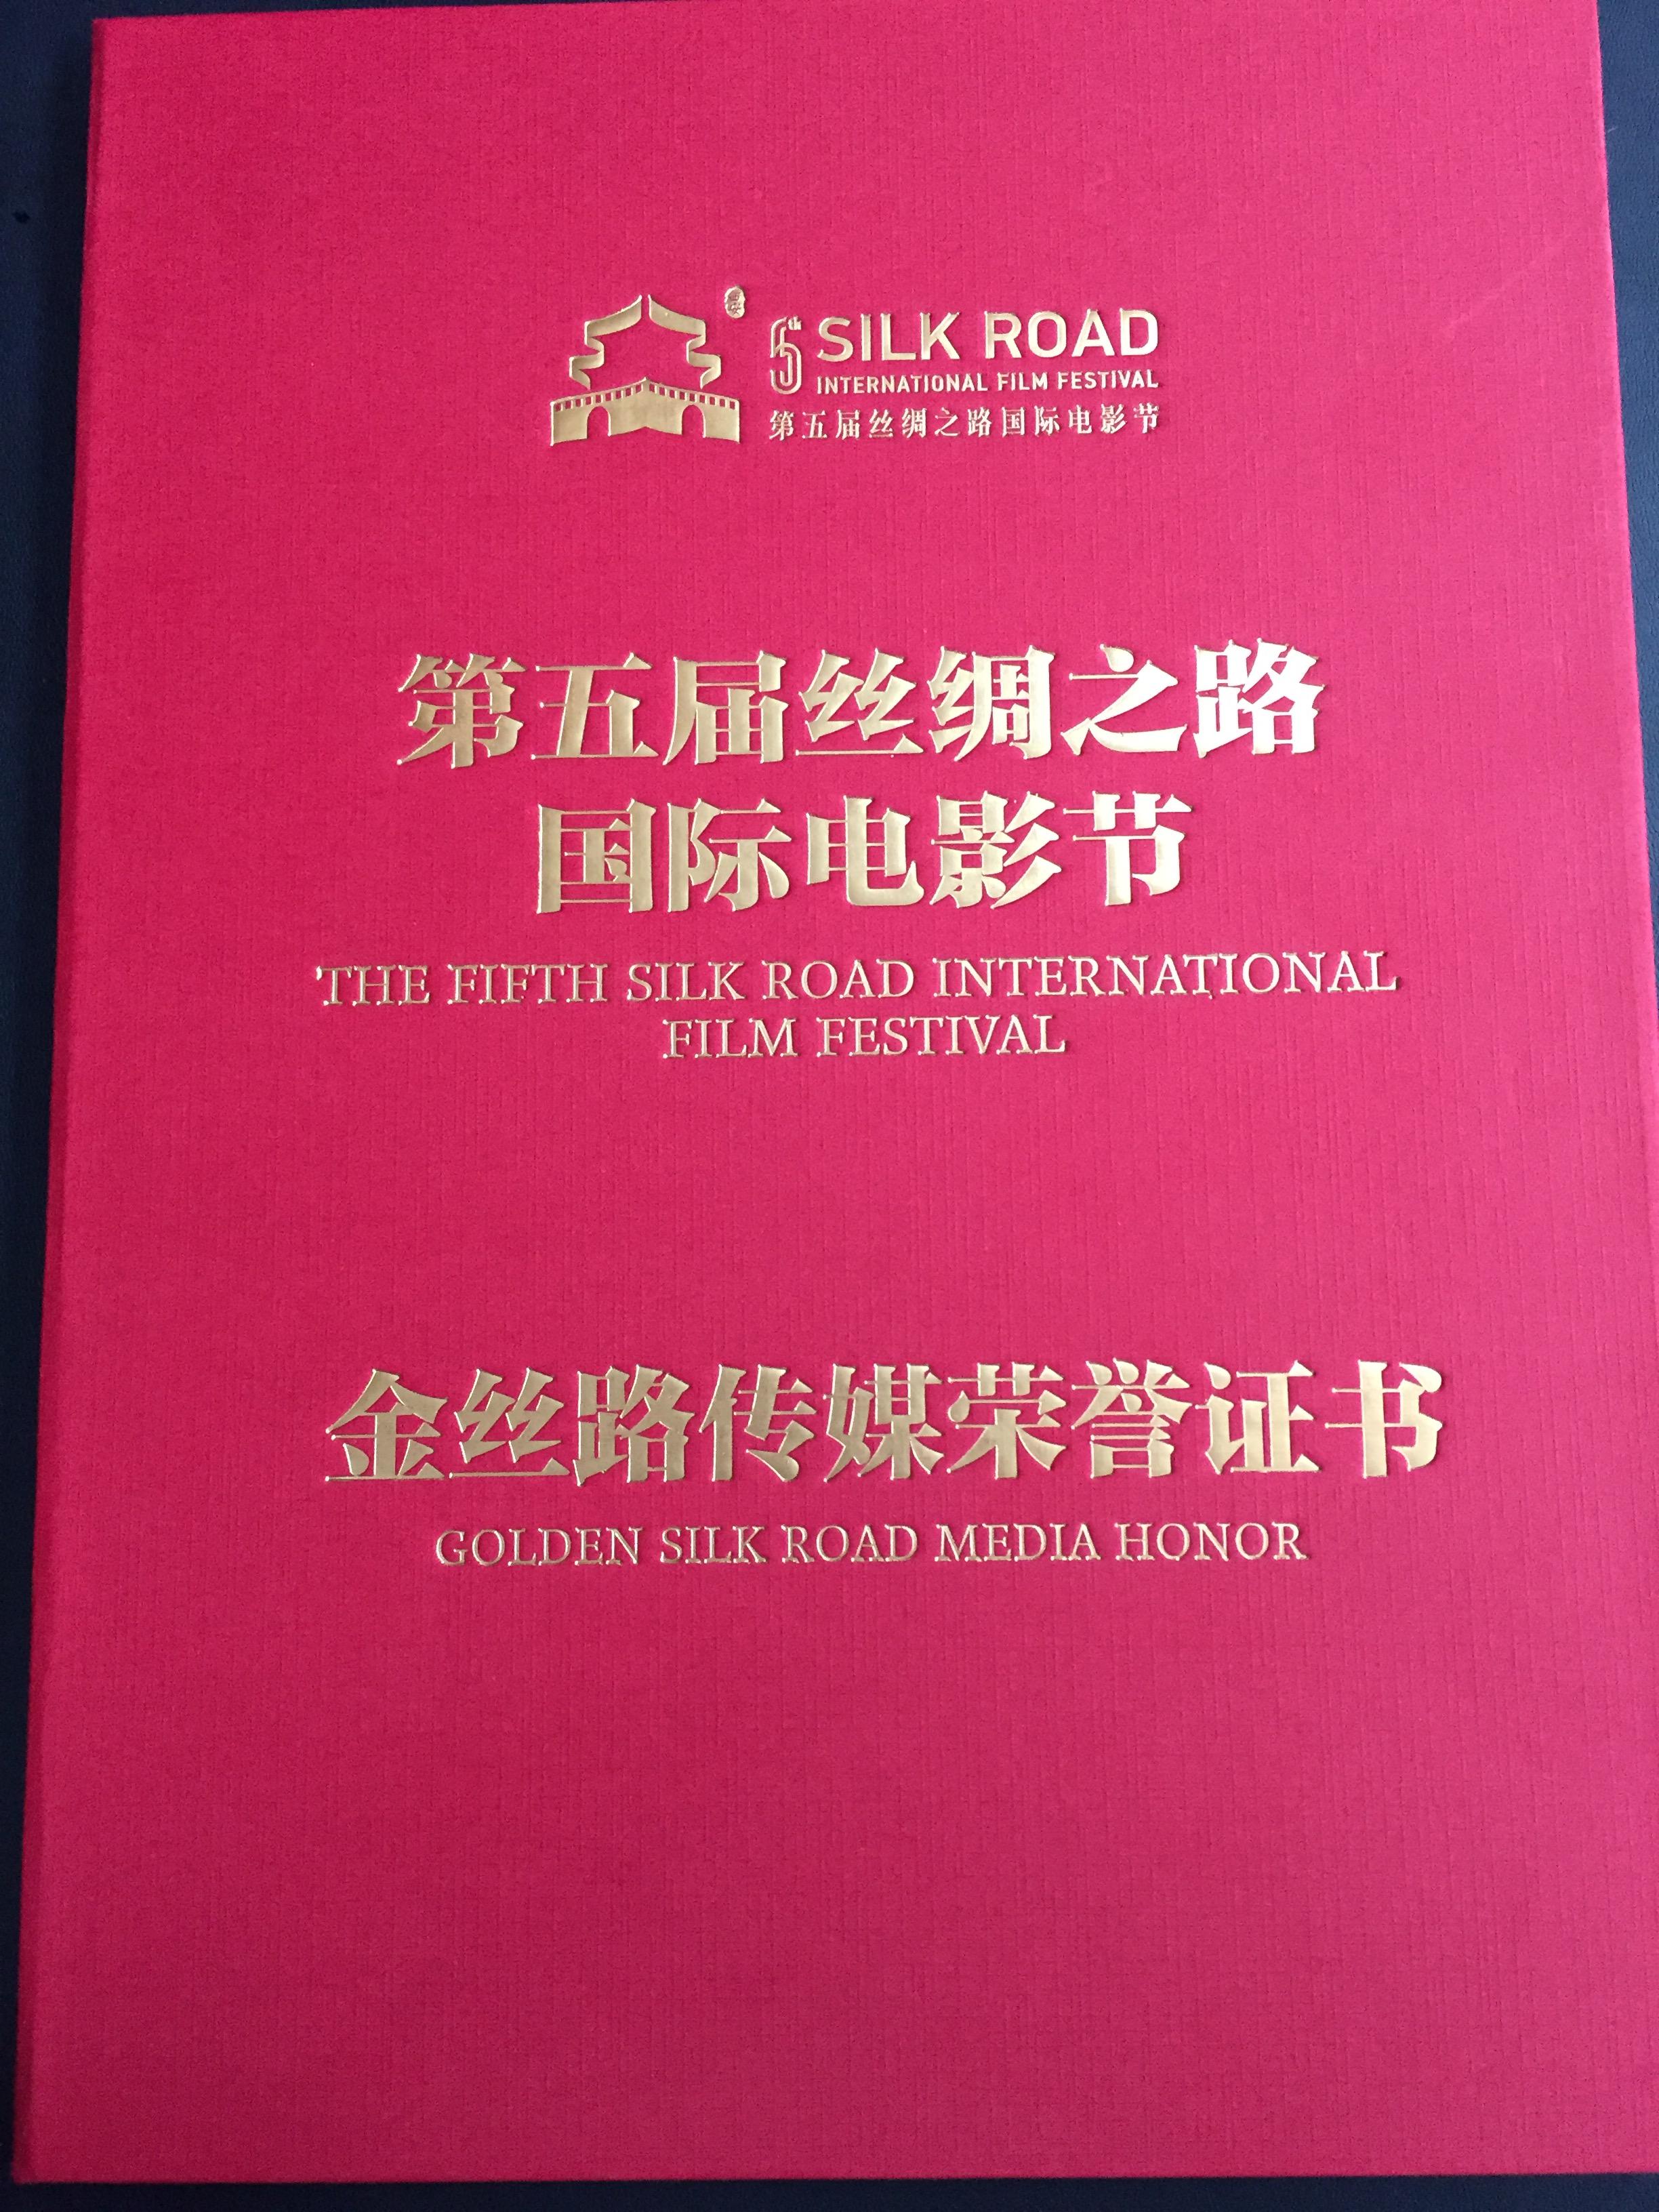 5th SILK ROAD
INTERNATIONAL FILM FESTIVAL
第五届丝绸之路国际电影节
第五届丝绸之路
国际电影节
THE FIFTH SILK ROAD INTERNATIONAL
FILM FESTIVAL
金丝路传媒荣誉证书
GOLDEN SILK ROAD MEDIA HONOR